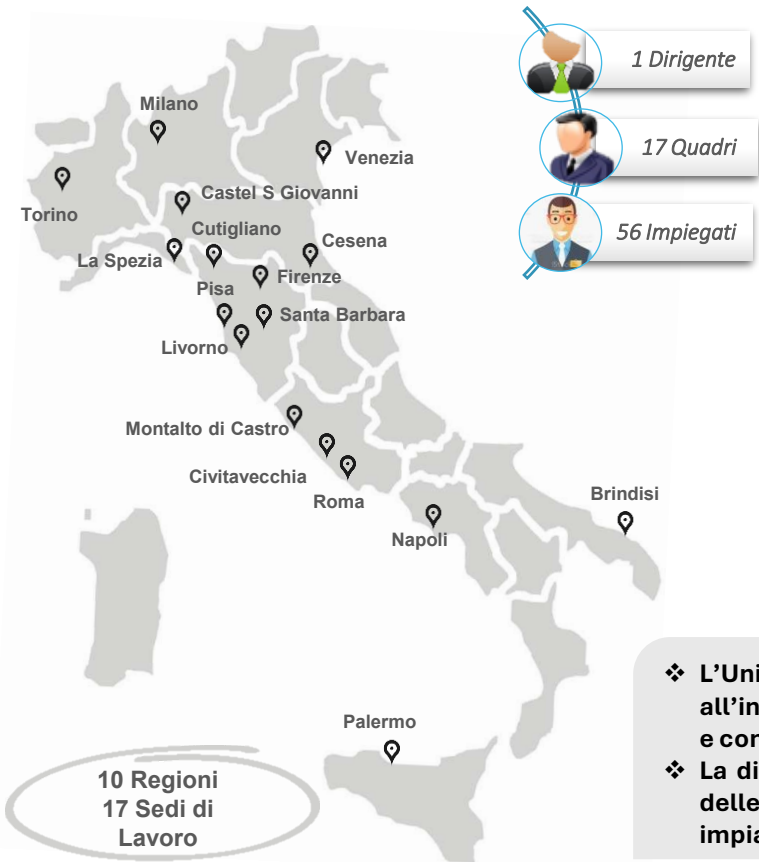 1 Dirigente
17 Quadri
56 Impiegati
Milano
Venezia
Torino
Castel S Giovanni
Cutigliano
Cesena
La Spezia
Firenze
Pisa
Santa Barbara
Livorno
Montalto di Castro
Civitavecchia
Roma
Brindisi
Napoli
Palermo
10 Regioni
17 Sedi di
Lavoro
❖ L’Uni
all’in
e con
❖ La di
delle
impia